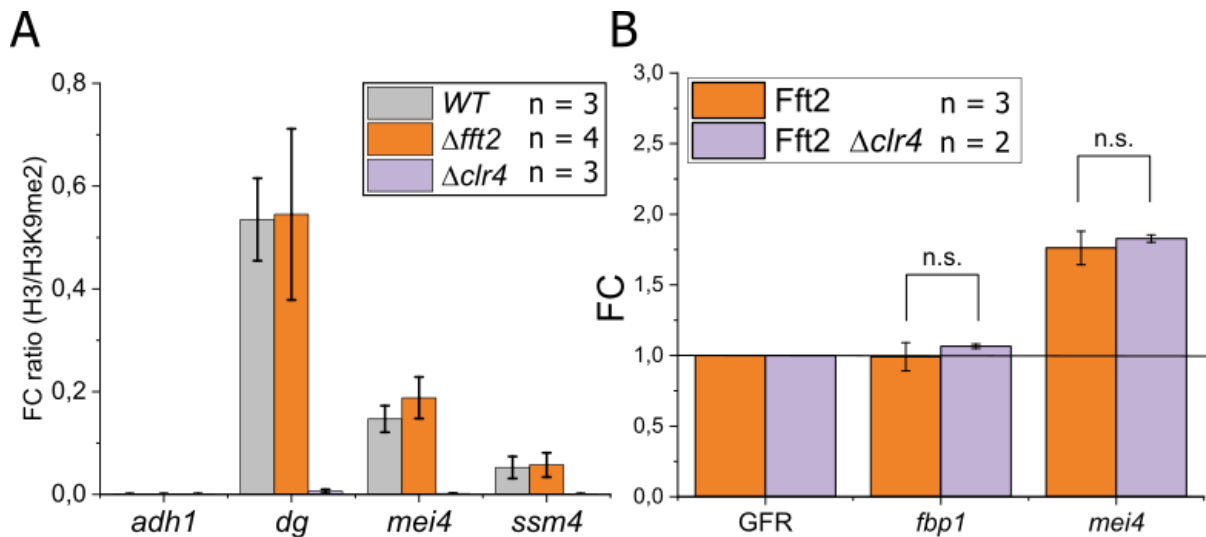 A
FC ratio (H3/H3K9me2)
0,8
0,6
0,4
0,2
0,0
WT n = 3
Δfft2 n = 4
Δclr4 n = 3
adh1 dg mei4 ssm4
B
FC
3,0
2,5
2,0
1,5
1,0
0,5
0,0
Fft2 n = 3
Fft2 Δclr4 n = 2
n.s.
n.s.
GFR fbp1 mei4